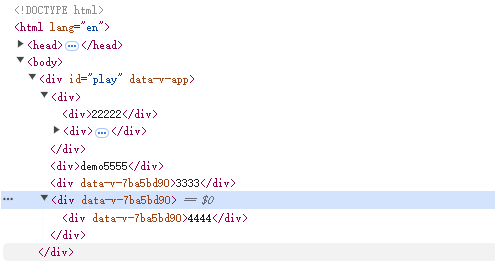 <!DOCTYPE html>
<html lang="en">
<head> ••• </head>
<body>
<div id="play" data-v-app>
<div>
<div>22222</div>
<div> ••• </div>
</div>
<div>demo5555</div>
<div data-v-7ba5bd90>3333</div>
••• <div data-v-7ba5bd90> == $0
<div data-v-7ba5bd90>4444</div>
</div>
</div>